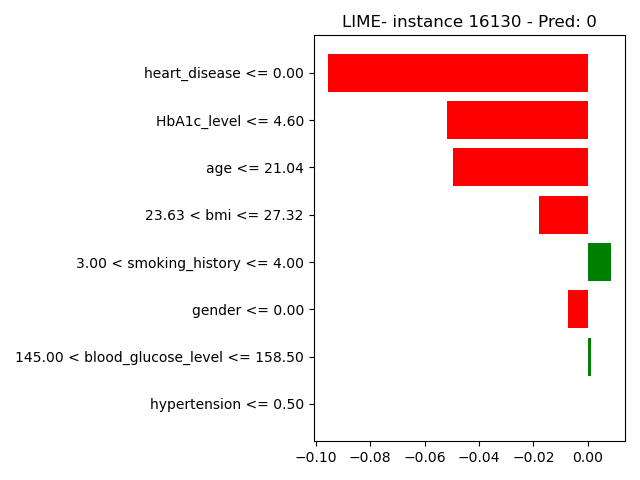 LIME- instance 16130 - Pred: 0
heart_disease <= 0.00
HbA1c_level <= 4.60
age <= 21.04
23.63 < bmi <= 27.32
3.00 < smoking_history <= 4.00
gender <= 0.00
145.00 < blood_glucose_level <= 158.50
hypertension <= 0.50
−0.10 −0.08 −0.06 −0.04 −0.02 0.00